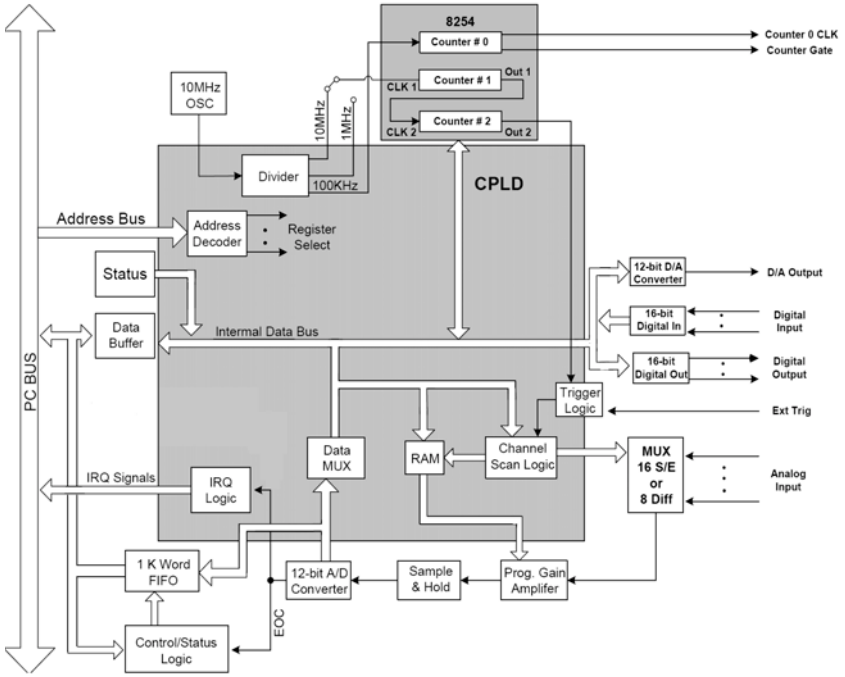 8254
Counter # 0
Counter 0 CLK
Counter Gate
10MHz
OSC
10MHz
1MHz
CLK 1
Counter # 1
Out 1
CLK 2
Counter # 2
Out 2
Divider
100KHz
CPLD
Address Bus
Address
Decoder
Register
Select
Status
Data
Buffer
Internal Data Bus
12-bit D/A
Converter
D/A Output
16-bit
Digital In
Digital
Input
16-bit
Digital Out
Digital
Output
PC BUS
Trigger
Logic
Ext Trig
Data
MUX
RAM
Channel
Scan Logic
MUX
16 S/E
or
8 Diff
Analog
Input
IRQ Signals
IRQ
Logic
1 K Word
FIFO
12-bit A/D
Converter
Sample
& Hold
Prog. Gain
Amplifer
EOC
Control/Status
Logic